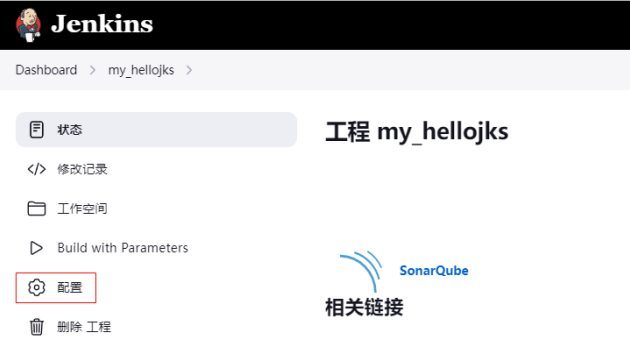 Jenkins
Dashboard > my_hellojks >
状态
修改记录
工作空间
Build with Parameters
配置
删除 工程
工程 my_hellojks
SonarQube
相关链接